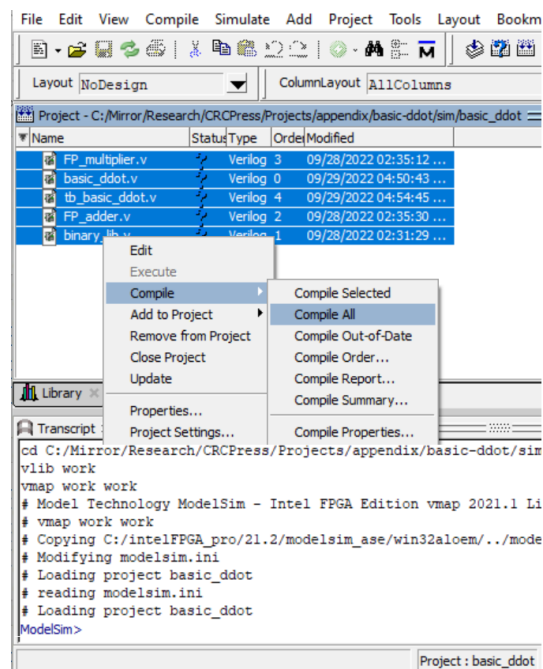 File Edit View Compile Simulate Add Project Tools Layout Bookm
Layout NoDesign ColumnLayout AllColumns
Project - C:/Mirror/Research/CRCPress/Projects/appendix/basic-ddot/sim/basic_ddot
Name Status Type Order Modified
FP_multiplier.v Verilog 3 09/28/2022 02:35:12 ...
basic_ddot.v Verilog 0 09/29/2022 04:50:43 ...
tb_basic_ddot.v Verilog 4 09/29/2022 04:54:45 ...
FP_adder.v Verilog 2 09/28/2022 02:35:30 ...
binary_lib.v Verilog 1 09/28/2022 02:31:29 ...
Edit
Execute
Compile
Add to Project
Remove from Project
Close Project
Update
Properties...
Project Settings...
Compile Selected
Compile All
Compile Out-of-Date
Compile Order...
Compile Report...
Compile Summary...
Compile Properties...
Library
Transcript
cd C:/Mirror/Research/CRCPress/Projects/appendix/basic-ddot/sim
vlib work
vmap work work
# Model Technology ModelSim - Intel FPGA Edition vmap 2021.1 Li
# vmap work work
# Copying C:/intelFPGA_pro/21.2/modelsim_ase/win32aloem/../mode
# Modifying modelsim.ini
# Loading project basic_ddot
# reading modelsim.ini
# Loading project basic_ddot
ModelSim>
Project : basic_ddot